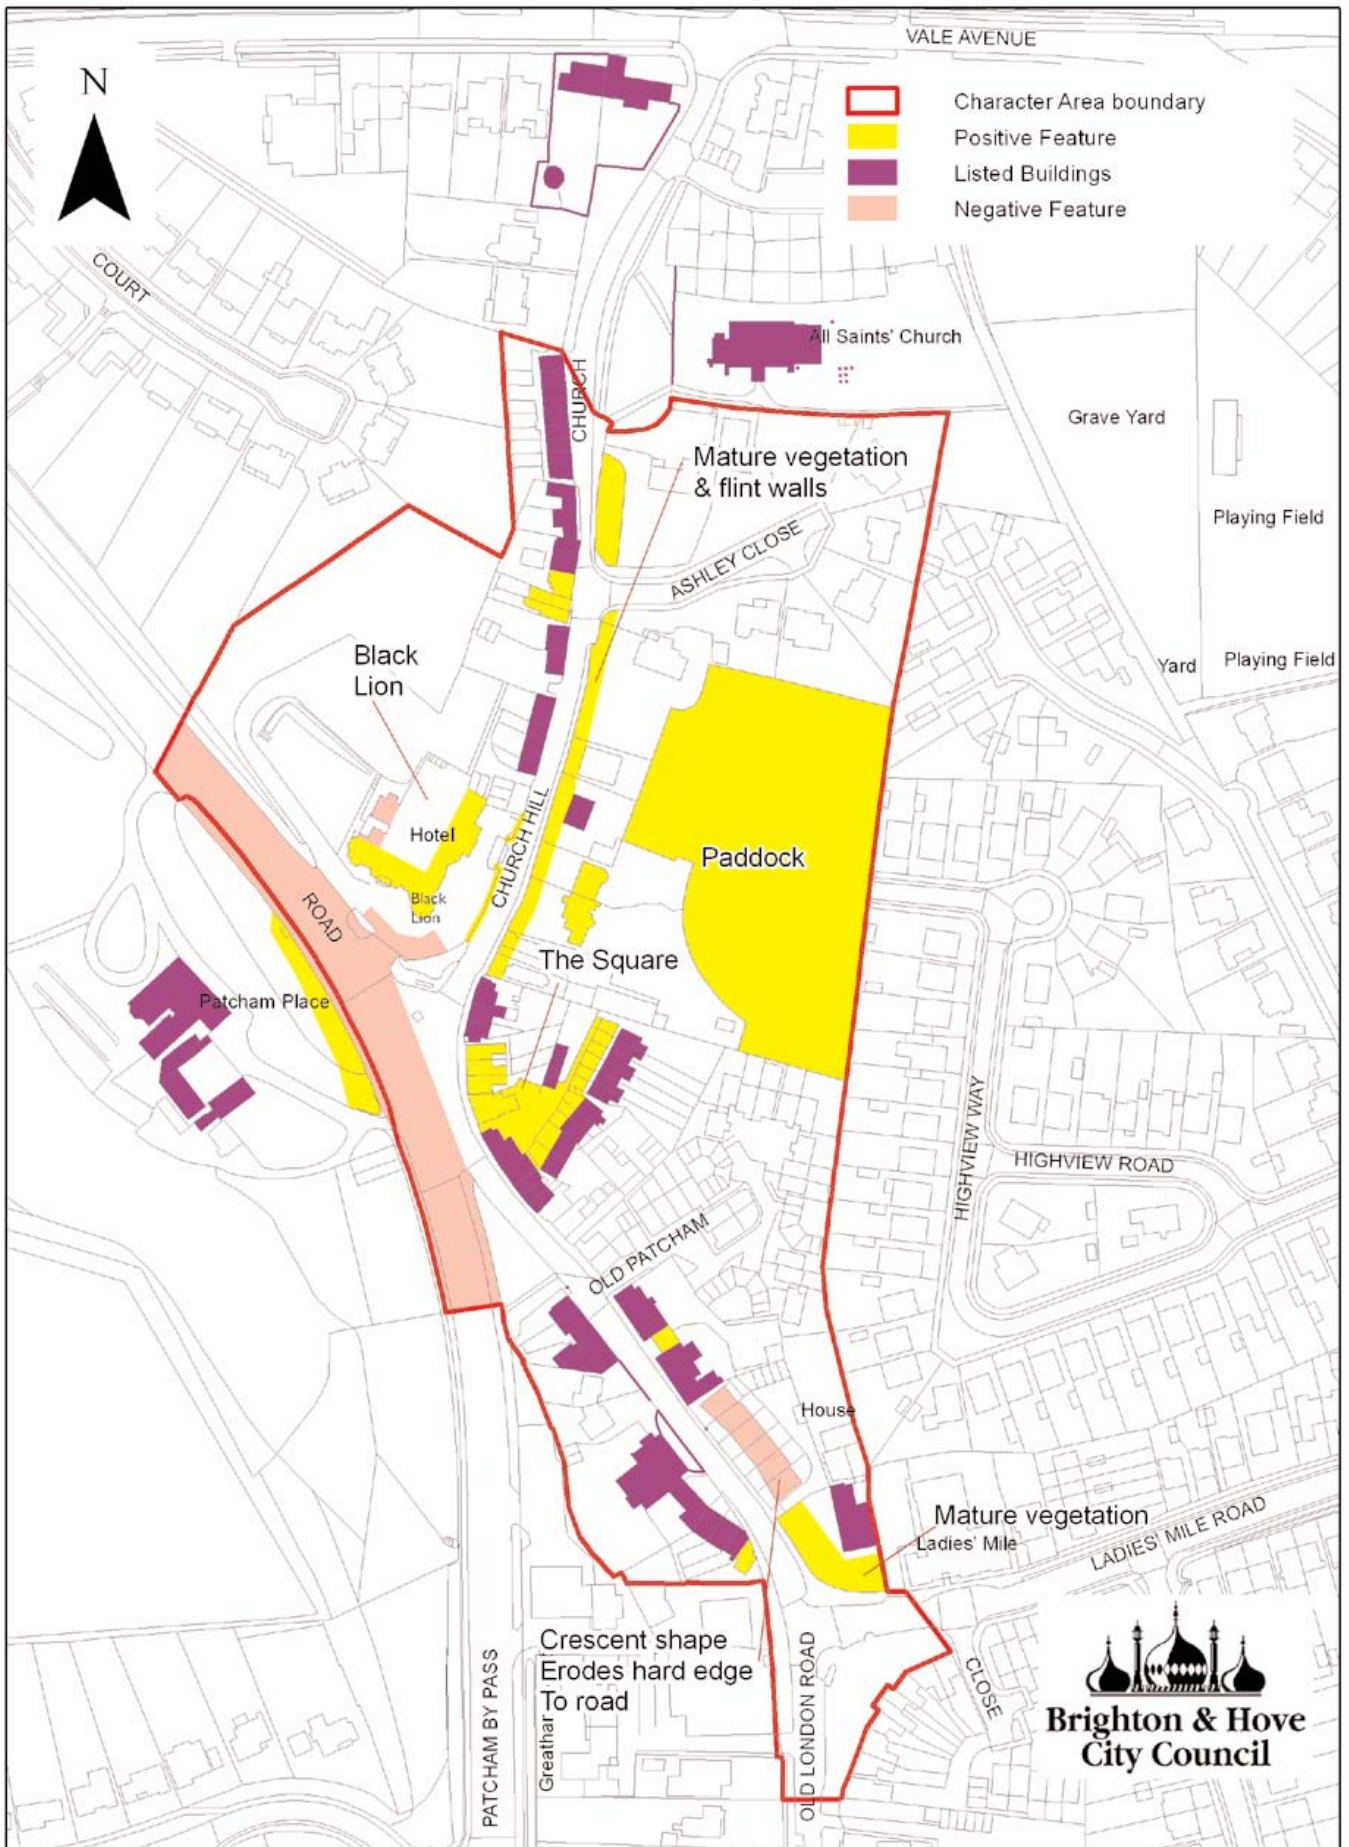 VALE AVENUE
N
Character Area boundary
Positive Feature
Listed Buildings
Negative Feature
COURT
All Saints' Church
CHURCH
Grave Yard
Mature vegetation
& flint walls
Playing Field
ASHLEY CLOSE
Black
Lion
Yard
Playing Field
CHURCH HILL
Hotel
Paddock
Black
Lion
ROAD
The Square
Patcham Place
HIGHVIEW WAY
HIGHVIEW ROAD
OLD PATCHAM
House
Mature vegetation
Ladies' Mile
LADIES' MILE ROAD
Crescent shape
Erodes hard edge
To road
PATCHAM BY PASS
Greathar
OLD LONDON ROAD
CLOSE
Brighton & Hove
City Council